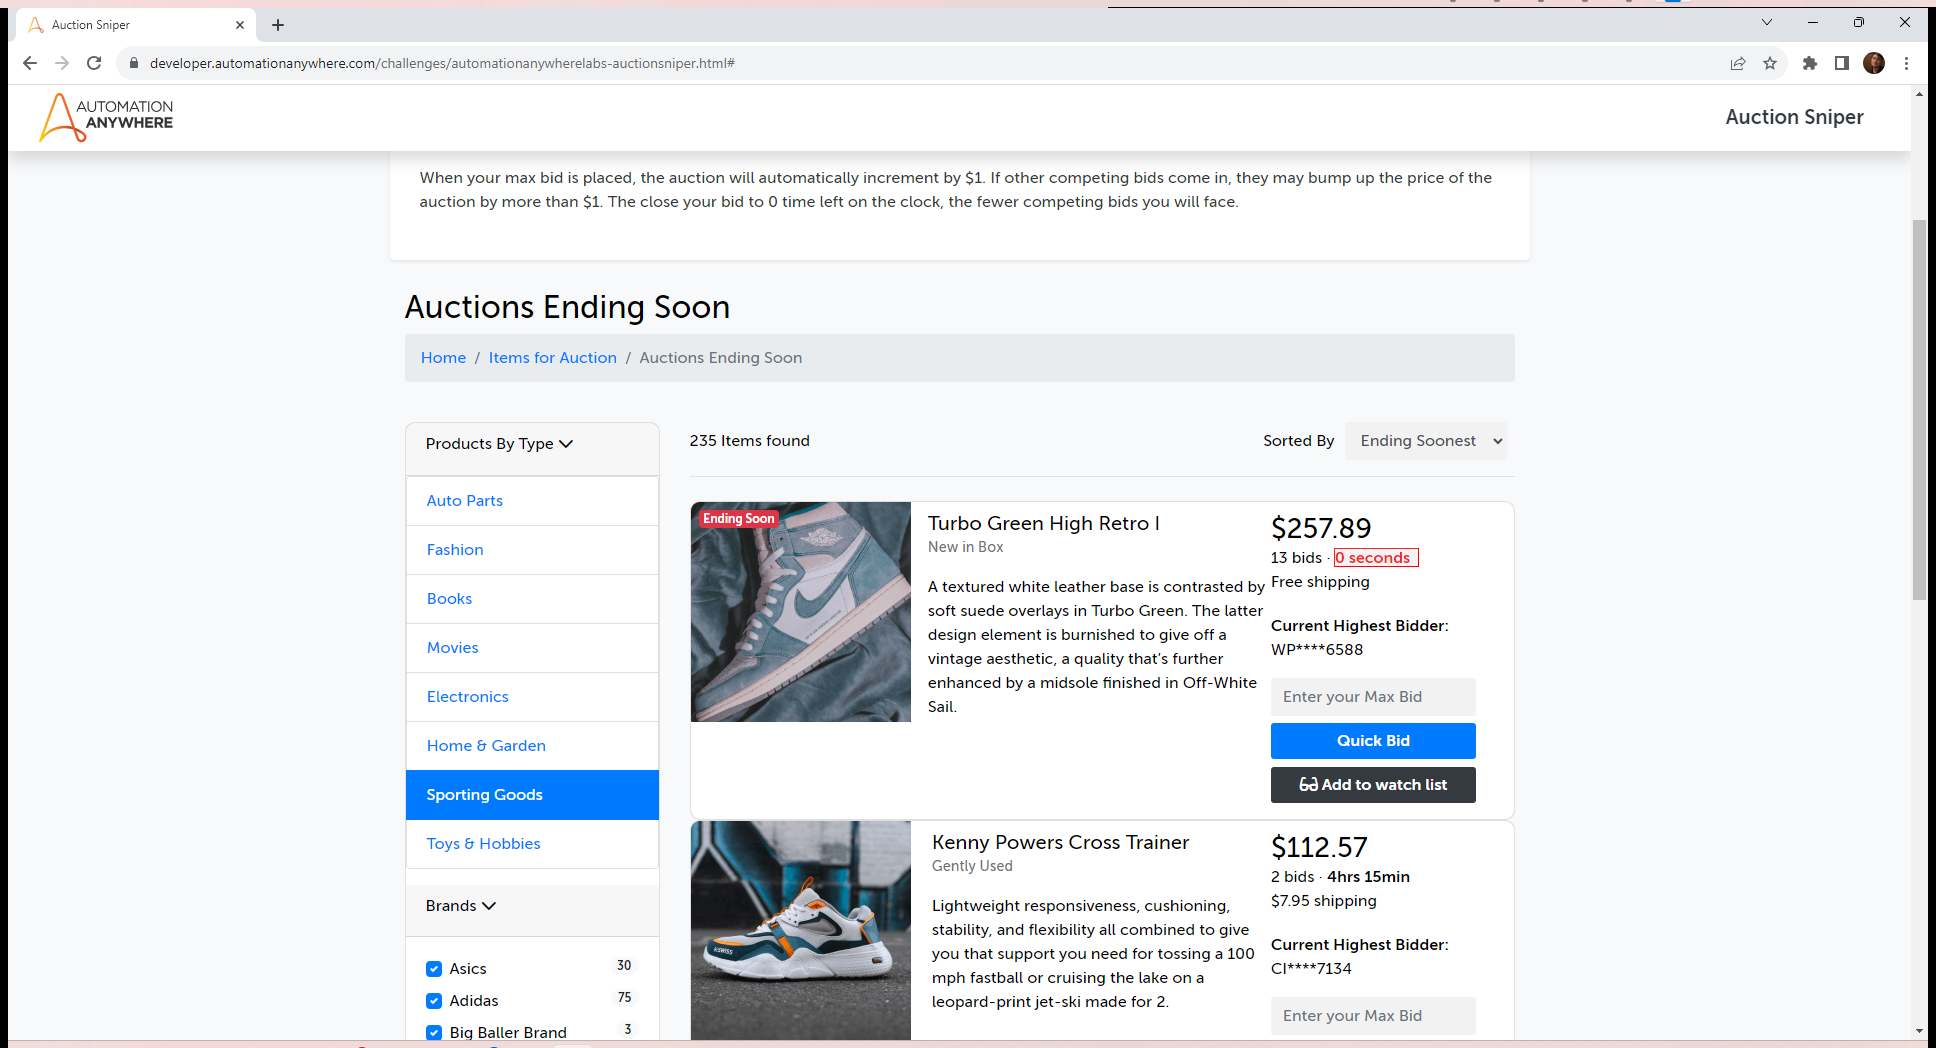 Auction Sniper
developer.automationanywhere.com/challenges/automationanywherelabs-auctionsniper.html#
AUTOMATION
ANYWHERE
Auction Sniper
When your max bid is placed, the auction will automatically increment by $1. If other competing bids come in, they may bump up the price of the
auction by more than $1. The close your bid to 0 time left on the clock, the fewer competing bids you will face.
Auctions Ending Soon
Home / Items for Auction / Auctions Ending Soon
Products By Type
Auto Parts
Fashion
Books
Movies
Electronics
Home & Garden
Sporting Goods
Toys & Hobbies
Brands
Asics 30
Adidas 75
Big Baller Brand 3
235 Items found
Sorted By Ending Soonest
Ending Soon
Turbo Green High Retro I
New in Box
A textured white leather base is contrasted by
soft suede overlays in Turbo Green. The latter
design element is burnished to give off a
vintage aesthetic, a quality that's further
enhanced by a midsole finished in Off-White
Sail.
$257.89
13 bids · 0 seconds
Free shipping
Current Highest Bidder:
WP****6588
Enter your Max Bid
Quick Bid
Add to watch list
K-SWISS
Kenny Powers Cross Trainer
Gently Used
Lightweight responsiveness, cushioning,
stability, and flexibility all combined to give
you that support you need for tossing a 100
mph fastball or cruising the lake on a
leopard-print jet-ski made for 2.
$112.57
2 bids · 4hrs 15min
$7.95 shipping
Current Highest Bidder:
CI****7134
Enter your Max Bid